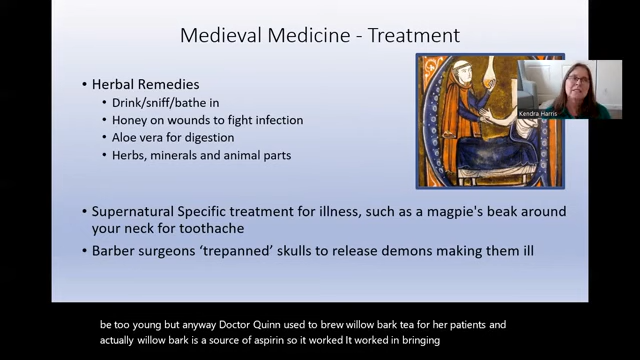 Medieval Medicine - Treatment
• Herbal Remedies
• Drink/sniff/bathe in
• Honey on wounds to fight infection
• Aloe vera for digestion
• Herbs, minerals and animal parts
Kendra Harris
• Supernatural Specific treatment for illness, such as a magpie's beak around
your neck for toothache
• Barber surgeons ‘trepanned’ skulls to release demons making them ill
be too young but anyway Doctor Quinn used to brew willow bark tea for her patients and
actually willow bark is a source of aspirin so it worked It worked in bringing